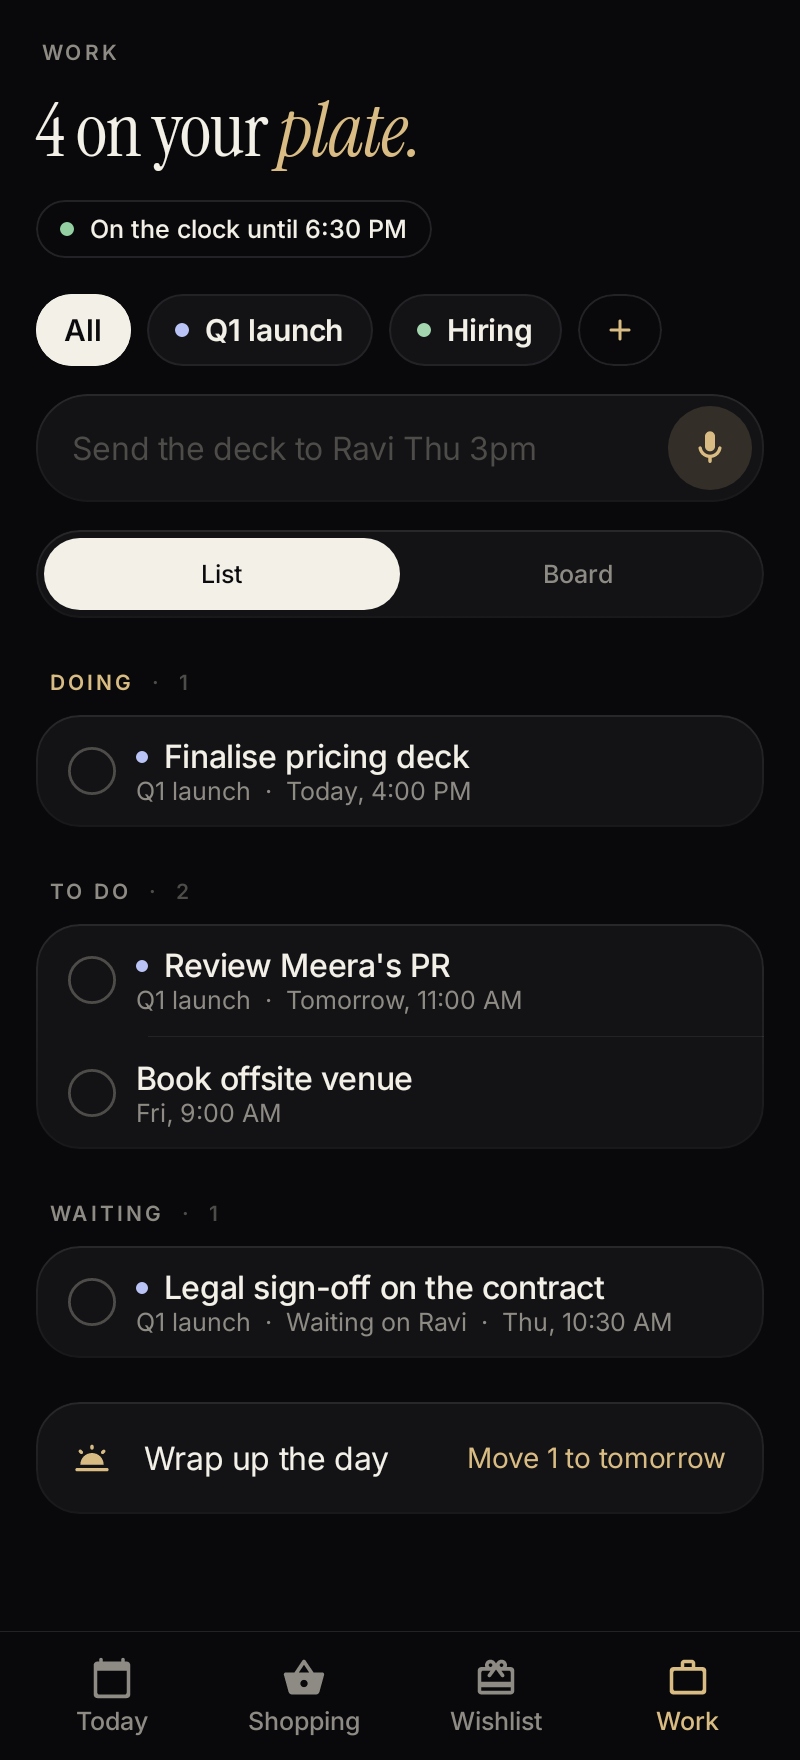 WORK
4 on your plate.
On the clock until 6:30 PM
All
Q1 launch
Hiring
+
Send the deck to Ravi Thu 3pm
List
Board
DOING · 1
Finalise pricing deck
Q1 launch · Today, 4:00 PM
TO DO · 2
Review Meera's PR
Q1 launch · Tomorrow, 11:00 AM
Book offsite venue
Fri, 9:00 AM
WAITING · 1
Legal sign-off on the contract
Q1 launch · Waiting on Ravi · Thu, 10:30 AM
Wrap up the day
Move 1 to tomorrow
Today
Shopping
Wishlist
Work